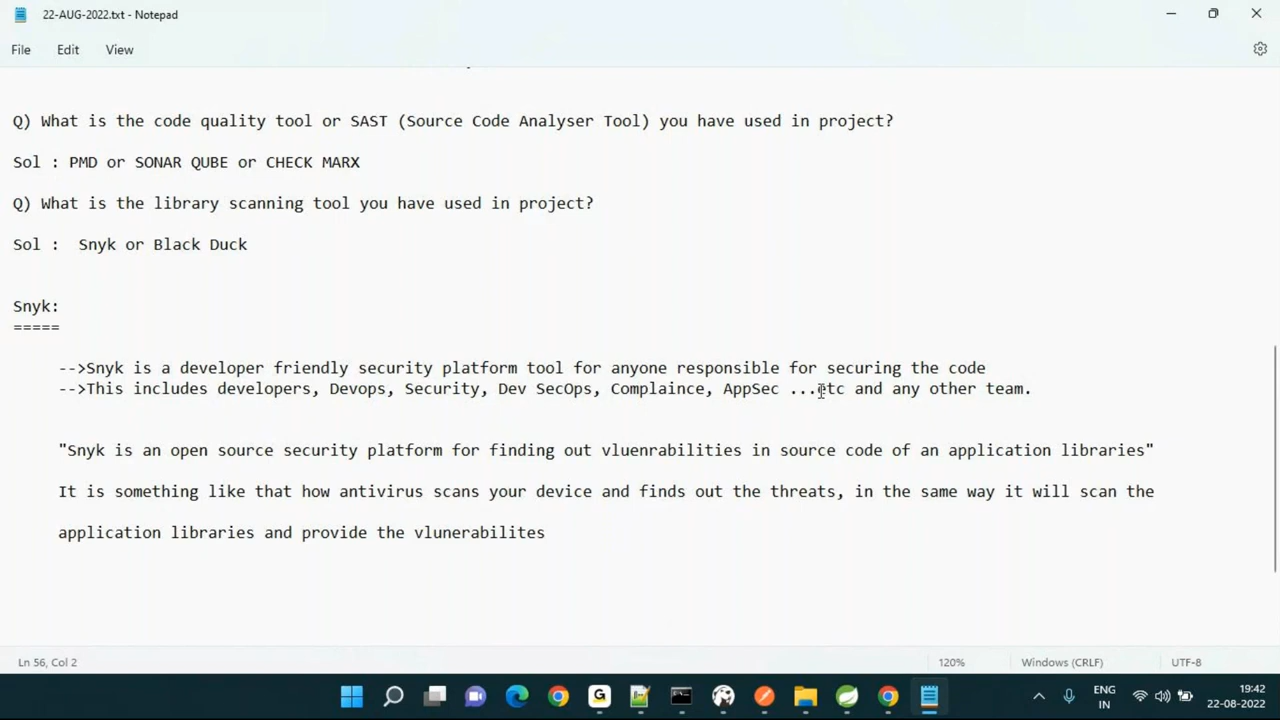 22-AUG-2022.txt - Notepad
File Edit View
Q) What is the code quality tool or SAST (Source Code Analyser Tool) you have used in project?
Sol : PMD or SONAR QUBE or CHECK MARX
Q) What is the library scanning tool you have used in project?
Sol :  Snyk or Black Duck
Snyk:
=====
-->Snyk is a developer friendly security platform tool for anyone responsible for securing the code
-->This includes developers, Devops, Security, Dev SecOps, Complaince, AppSec ...etc and any other team.
"Snyk is an open source security platform for finding out vluenrabilities in source code of an application libraries"
It is something like that how antivirus scans your device and finds out the threats, in the same way it will scan the
application libraries and provide the vlunerabilites
Ln 56, Col 2 120% Windows (CRLF) UTF-8
ENG 19:42
IN 22-08-2022